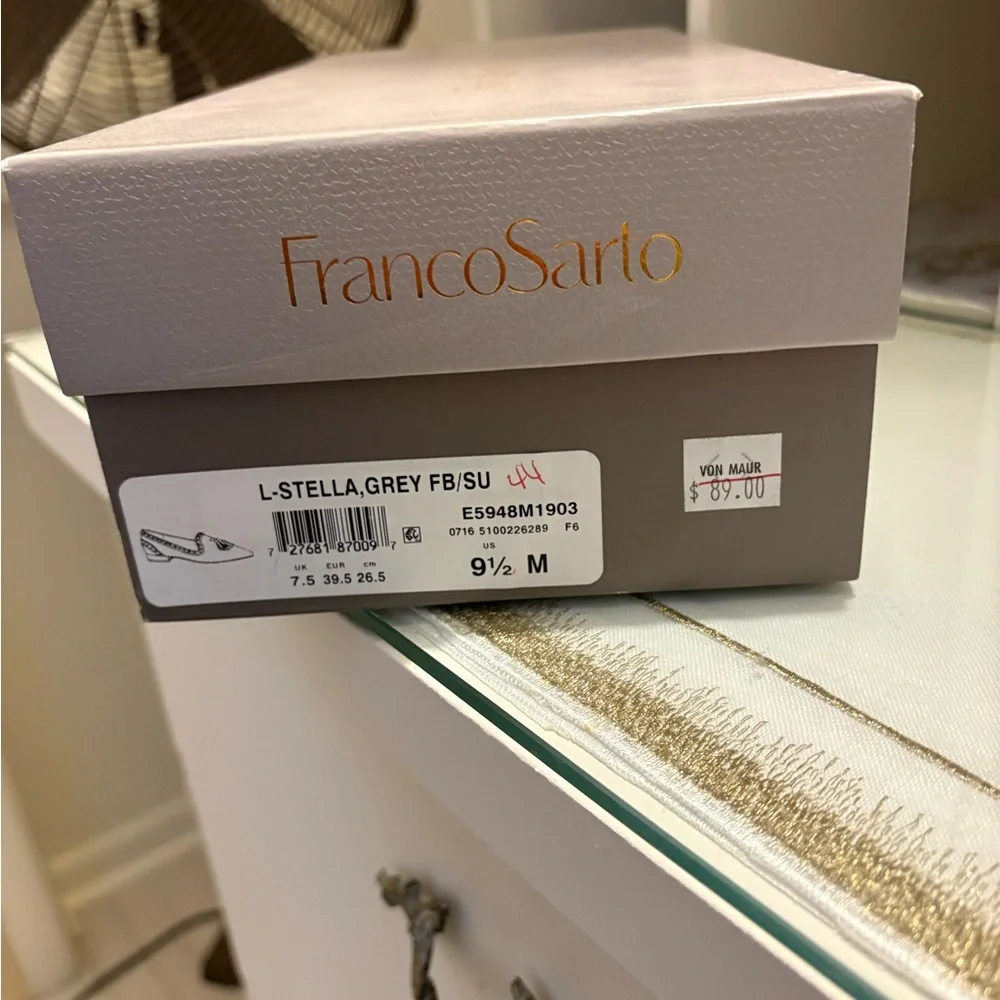 FrancoSarto
L-STELLA,GREY FB/SU 44
E5948M1903
0716 5100226289 F6
7 27681 87009 7
US
9½ M
UK EUR cm
7.5 39.5 26.5
VON MAUR
$ 89.00